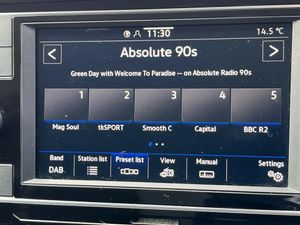 11:30
14.5 °C
Absolute 90s
Green Day with Welcome To Paradise -- on Absolute Radio 90s
1 2 3 4 5
Mag Soul tkSPORT Smooth C Capital BBC R2
Band Station list Preset list View Manual Settings
DAB